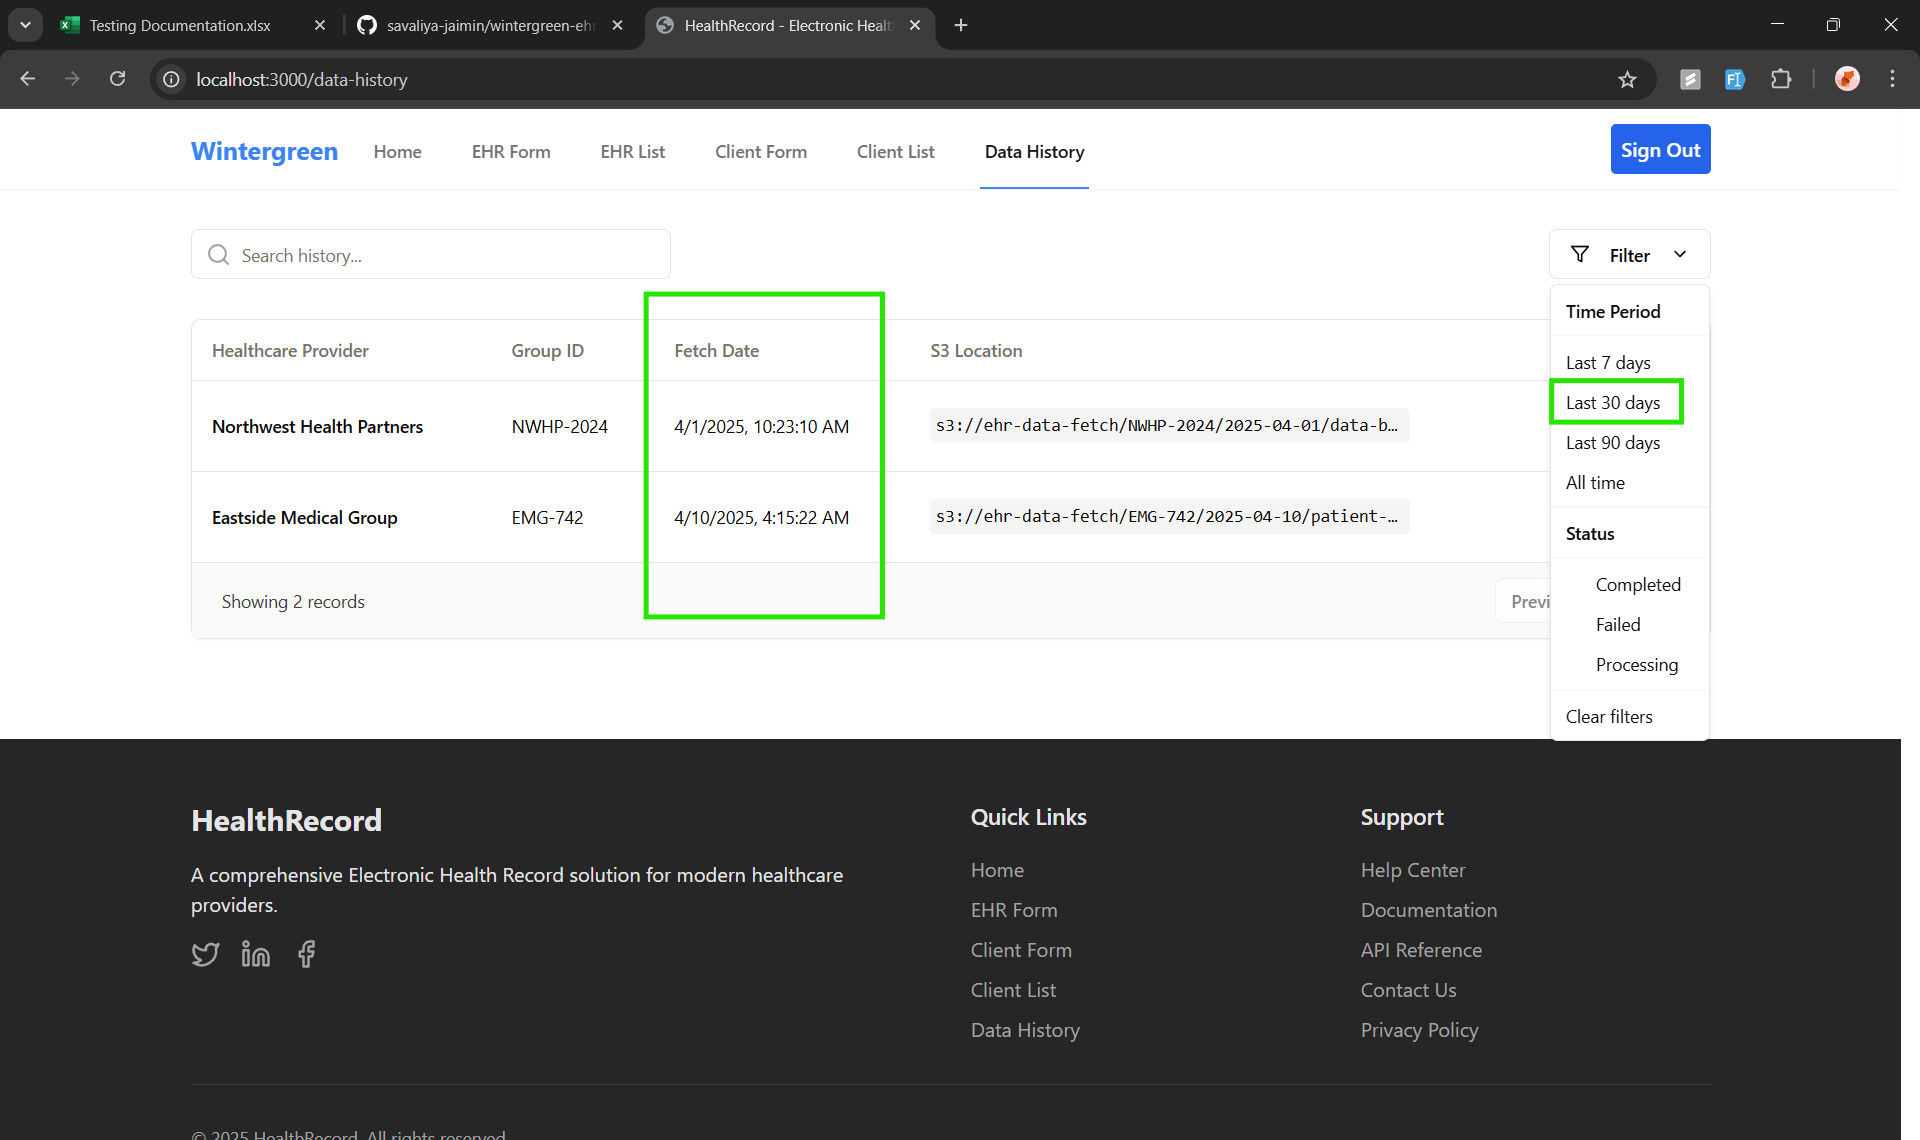 Testing Documentation.xlsx
savaliya-jaimin/wintergreen-ehr
HealthRecord - Electronic Healt
localhost:3000/data-history
Wintergreen
Home
EHR Form
EHR List
Client Form
Client List
Data History
Sign Out
Search history...
Filter
Healthcare Provider
Group ID
Fetch Date
S3 Location
Northwest Health Partners
NWHP-2024
4/1/2025, 10:23:10 AM
s3://ehr-data-fetch/NWHP-2024/2025-04-01/data-b…
Eastside Medical Group
EMG-742
4/10/2025, 4:15:22 AM
s3://ehr-data-fetch/EMG-742/2025-04-10/patient-…
Showing 2 records
Previ
Time Period
Last 7 days
Last 30 days
Last 90 days
All time
Status
Completed
Failed
Processing
Clear filters
HealthRecord
A comprehensive Electronic Health Record solution for modern healthcare
providers.
Quick Links
Home
EHR Form
Client Form
Client List
Data History
Support
Help Center
Documentation
API Reference
Contact Us
Privacy Policy
© 2025 HealthRecord. All rights reserved.